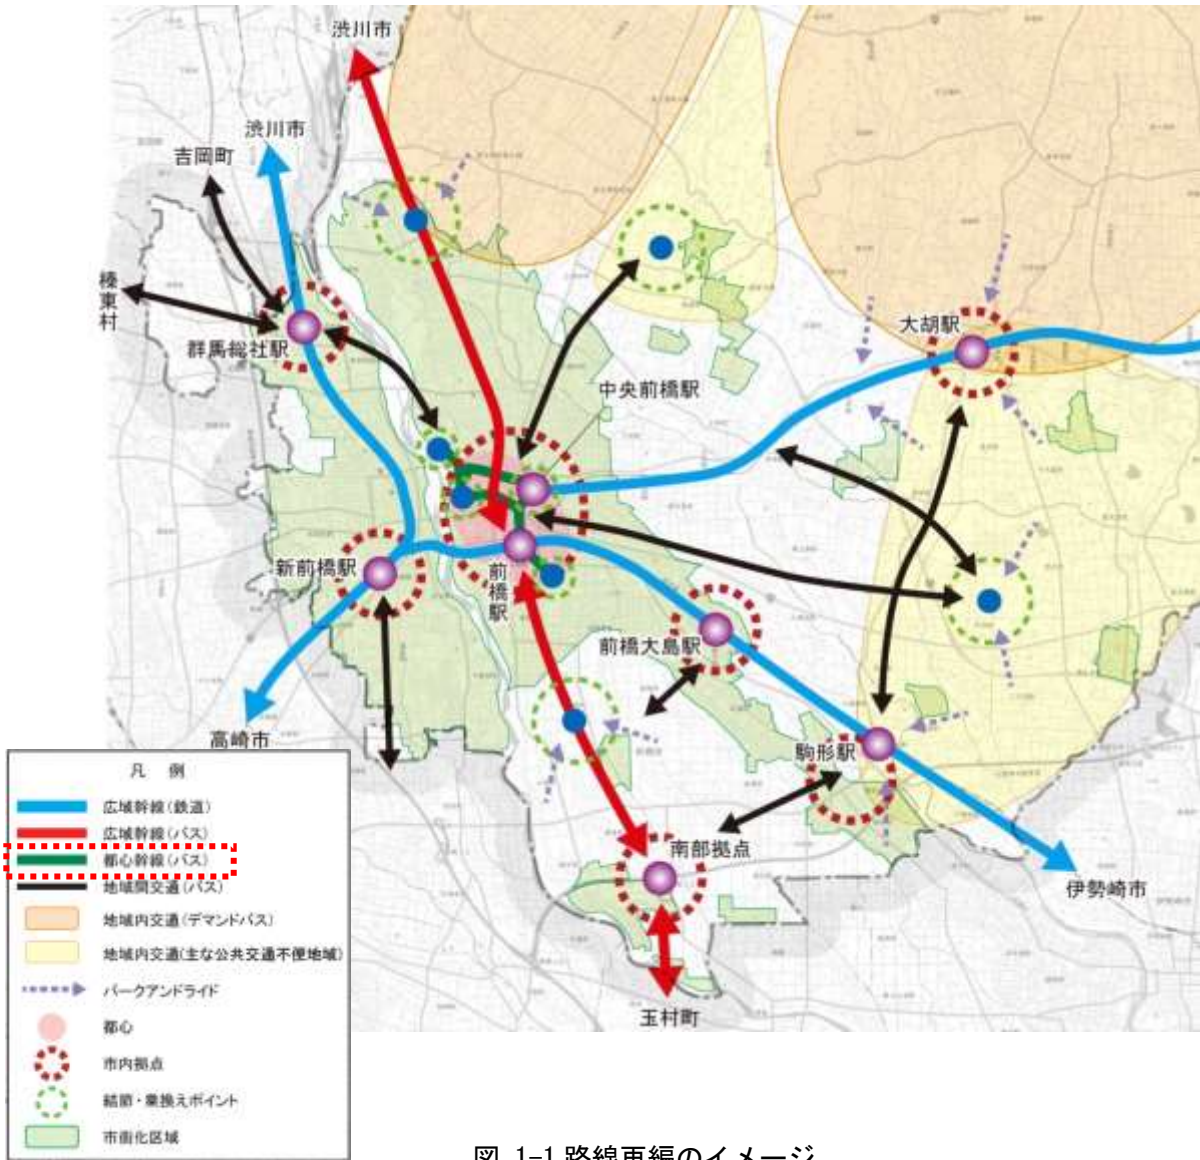 渋川市
渋川市
吉岡町
榛東村
群馬総社駅
大胡駅
中央前橋駅
新前橋駅
前橋駅
前橋大島駅
高崎市
駒形駅
南部拠点
伊勢崎市
玉村町
凡 例
広域幹線(鉄道)
広域幹線(バス)
都心幹線(バス)
地域間交通(バス)
地域内交通(デマンドバス)
地域内交通(主な公共交通不便地域)
パークアンドライド
都心
市内拠点
結節・乗換えポイント
市街化区域
図 1-1 路線再編のイメージ